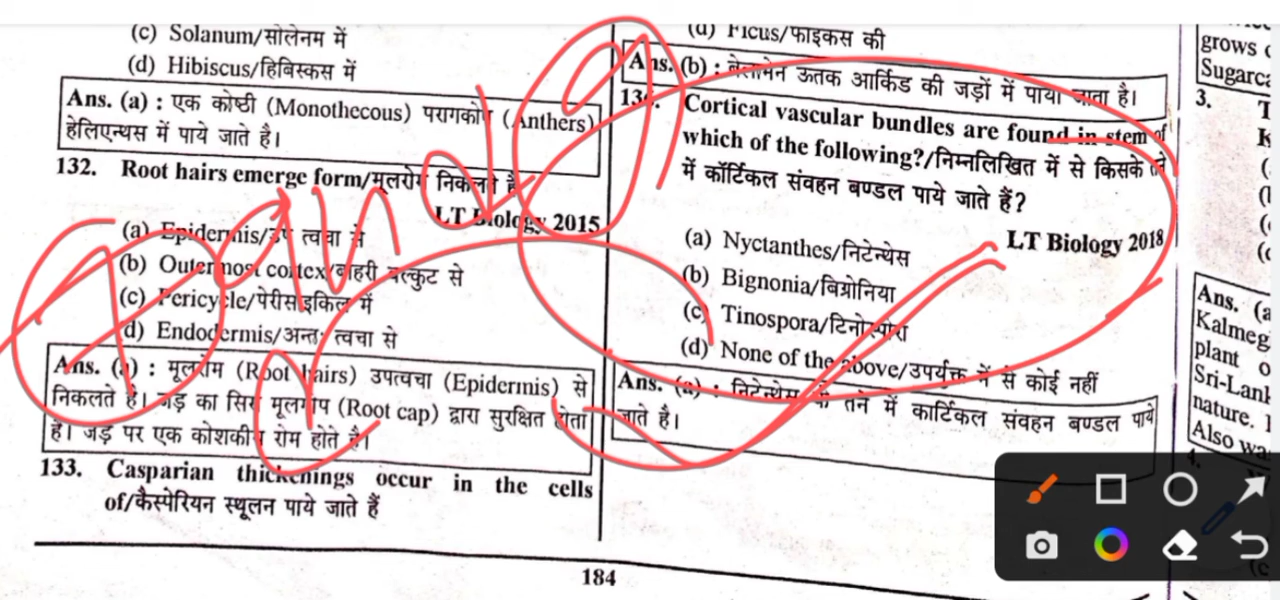 (c) Solanum/सोलेनम में
(d) Hibiscus/हिबिस्कस में
Ans. (a) : एक कोष्ठी (Monothecous) परागकोष (Anthers)
हेलिएन्थस में पाये जाते है।
132. Root hairs emerge form/मूलरोम निकलते है
LT Biology 2015
(a) Epidermis/उप त्वचा से
(b) Outermost cortex/बाहरी वल्कुट से
(c) Pericycle/पेरीसाइकिल में
(d) Endodermis/अन्तः त्वचा से
Ans. : मूलरोम (Root hairs) उपत्वचा (Epidermis) से
निकलते है। जड़ का सिरा मूलगोप (Root cap) द्वारा सुरक्षित होता
है। जड़ पर एक कोशकीय रोम होते है।
133. Casparian thickenings occur in the cells
of/कैस्पेरियन स्थूलन पाये जाते हैं
(d) Ficus/फाइकस की
Ans. (b) : वेलामेन ऊतक आर्किड की जड़ों में पाया जाता है।
Cortical vascular bundles are found in stem of
which of the following?/निम्नलिखित में से किसके तने
में कॉर्टिकल संवहन बण्डल पाये जाते हैं?
LT Biology 2018
(a) Nyctanthes/निटेन्थेस
(b) Bignonia/बिग्नोनिया
(c) Tinospora/टिनोस्पोरा
(d) None of the above/उपर्युक्त में से कोई नहीं
Ans. (a) : निटेन्थेस के तने में कार्टिकल संवहन बण्डल पाये
जाते है।
184
grows
Sugarca
3.
Ans. (a
Kalmeg
plant o
Sri-Lank
nature.
Also wa
4.